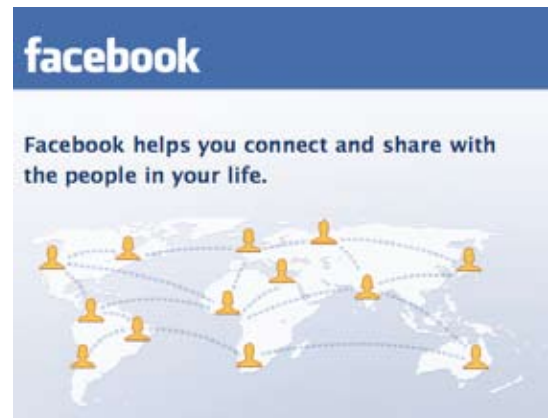 facebook
Facebook helps you connect and share with
the people in your life.